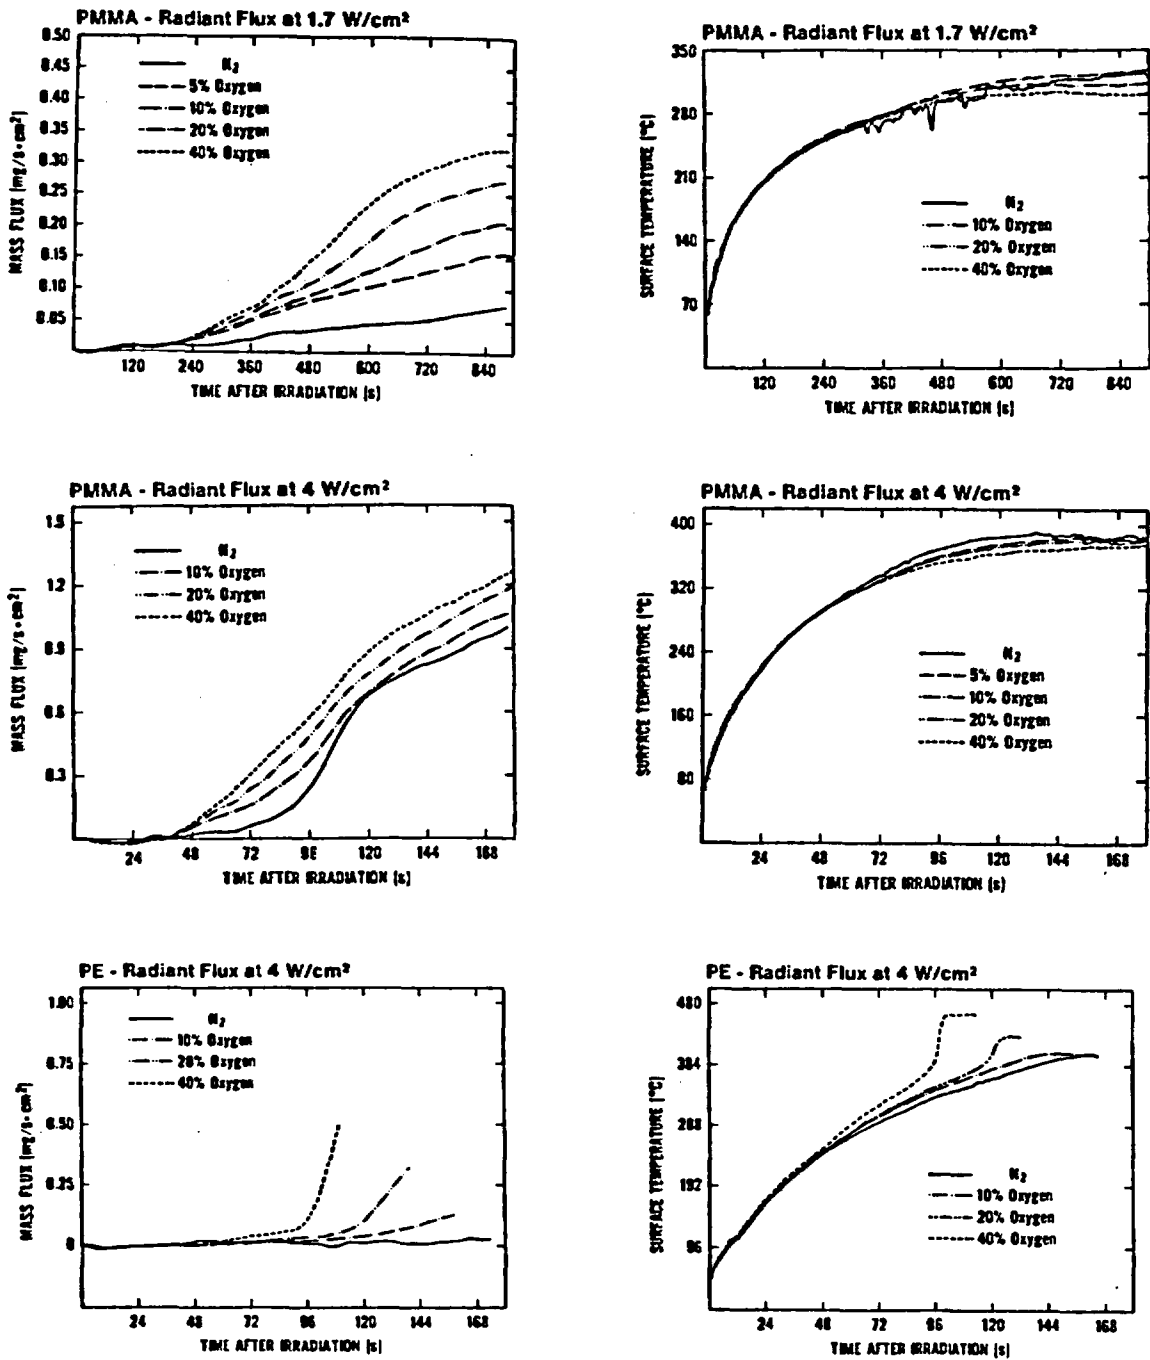 PMMA - Radiant Flux at 1.7 W/cm²
0.50
0.45
0.40
0.35
0.30
0.25
0.20
0.15
0.10
0.05
N₂
5% Oxygen
10% Oxygen
20% Oxygen
40% Oxygen
MASS FLUX (mg/s•cm²)
120 240 360 480 600 720 840
TIME AFTER IRRADIATION (s)
PMMA - Radiant Flux at 1.7 W/cm²
350
280
210
140
70
N₂
10% Oxygen
20% Oxygen
40% Oxygen
SURFACE TEMPERATURE (°C)
120 240 360 480 600 720 840
TIME AFTER IRRADIATION (s)
PMMA - Radiant Flux at 4 W/cm²
1.5
1.2
0.9
0.6
0.3
N₂
10% Oxygen
20% Oxygen
40% Oxygen
MASS FLUX (mg/s•cm²)
24 48 72 96 120 144 168
TIME AFTER IRRADIATION (s)
PMMA - Radiant Flux at 4 W/cm²
400
320
240
160
80
N₂
5% Oxygen
10% Oxygen
20% Oxygen
40% Oxygen
SURFACE TEMPERATURE (°C)
24 48 72 96 120 144 168
TIME AFTER IRRADIATION (s)
PE - Radiant Flux at 4 W/cm²
1.00
0.75
0.50
0.25
0
N₂
10% Oxygen
20% Oxygen
40% Oxygen
MASS FLUX (mg/s•cm²)
24 48 72 96 120 144 168
TIME AFTER IRRADIATION (s)
PE - Radiant Flux at 4 W/cm²
480
384
288
192
96
N₂
10% Oxygen
20% Oxygen
40% Oxygen
SURFACE TEMPERATURE (°C)
24 48 72 96 120 144 168
TIME AFTER IRRADIATION (s)